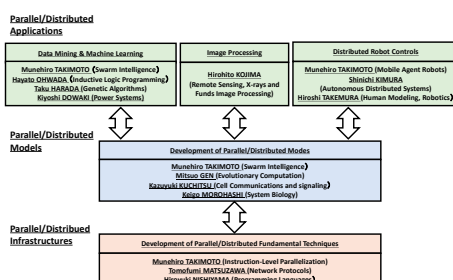 Parallel/Distributed
Applications
Data Mining & Machine Learning
Munehiro TAKIMOTO (Swarm Intelligence)
Hayato OHWADA (Inductive Logic Programming)
Taku HARADA (Genetic Algorithms)
Kiyoshi DOWAKI (Power Systems)
Image Processing
Hirohito KOJIMA
(Remote Sensing, X-rays and
Funds Image Processing)
Distributed Robot Controls
Munehiro TAKIMOTO (Mobile Agent Robots)
Shinichi KIMURA
(Autonomous Distributed Systems)
Hiroshi TAKEMURA (Human Modeling, Robotics)
Parallel/Distributed
Models
Development of Parallel/Distributed Modes
Munehiro TAKIMOTO (Swarm Intelligence)
Mitsuo GEN (Evolutionary Computation)
Kazuyuki KUCHITSU (Cell Communications and signaling)
Keigo MOROHASHI (System Biology)
Parallel/Distribued
Infrastructures
Development of Parallel/Distributed Fundamental Techniques
Munehiro TAKIMOTO (Instruction-Level Parallelization)
Tomofumi MATSUZAWA (Network Protocols)
Hiroyuki NISHIYAMA (Programming Languages)